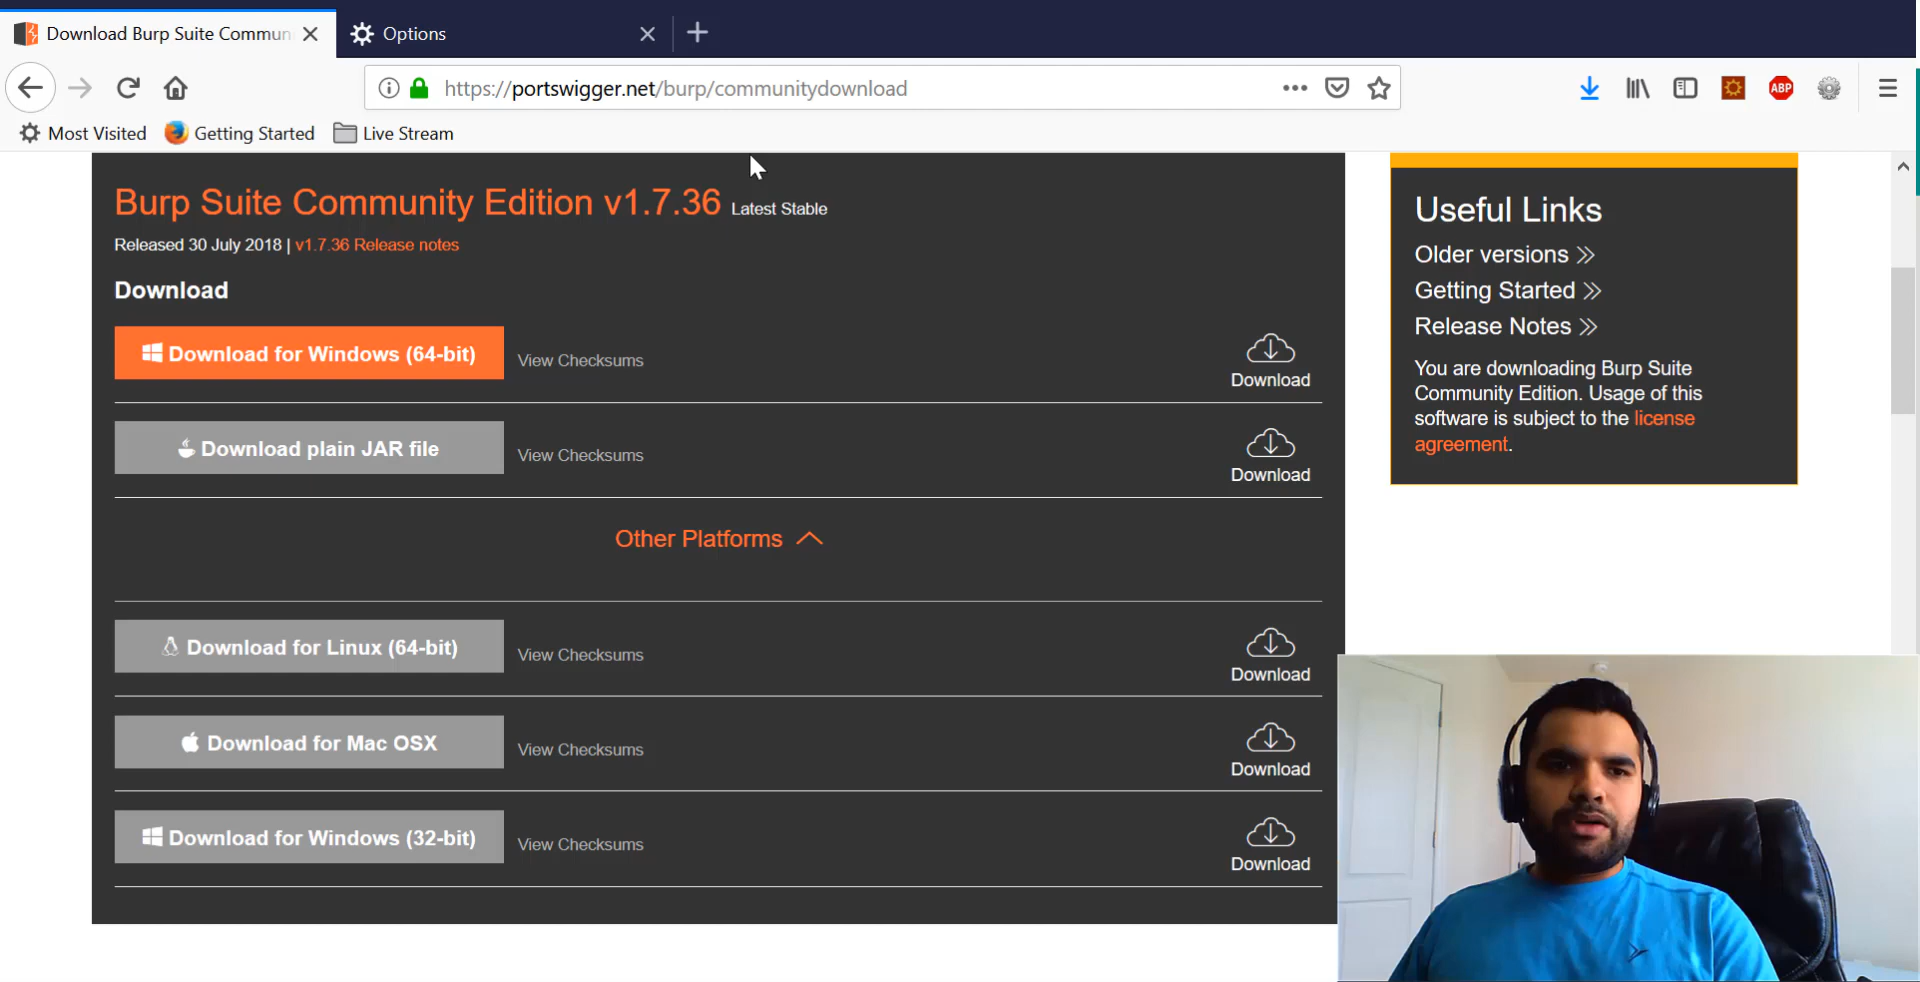 Download Burp Suite Commun
Options
https://portswigger.net/burp/communitydownload
ABP
Most Visited
Getting Started
Live Stream
Burp Suite Community Edition v1.7.36 Latest Stable
Released 30 July 2018 | v1.7.36 Release notes
Download
Download for Windows (64-bit)
View Checksums
Download
Download plain JAR file
View Checksums
Download
Other Platforms
Download for Linux (64-bit)
View Checksums
Download
Download for Mac OSX
View Checksums
Download
Download for Windows (32-bit)
View Checksums
Download
Useful Links
Older versions
Getting Started
Release Notes
You are downloading Burp Suite
Community Edition. Usage of this
software is subject to the license
agreement.